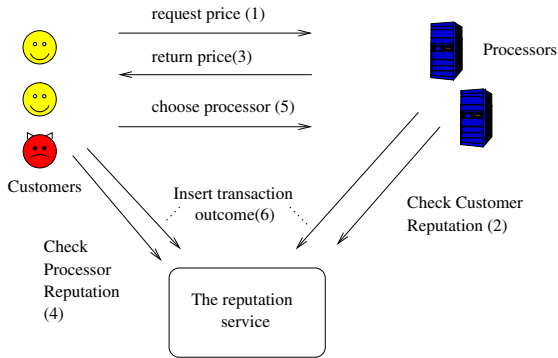 request price (1)
return price(3)
Processors
choose processor (5)
Customers
Insert transaction
outcome(6)
Check Customer
Reputation (2)
Check
Processor
Reputation
(4)
The reputation
service